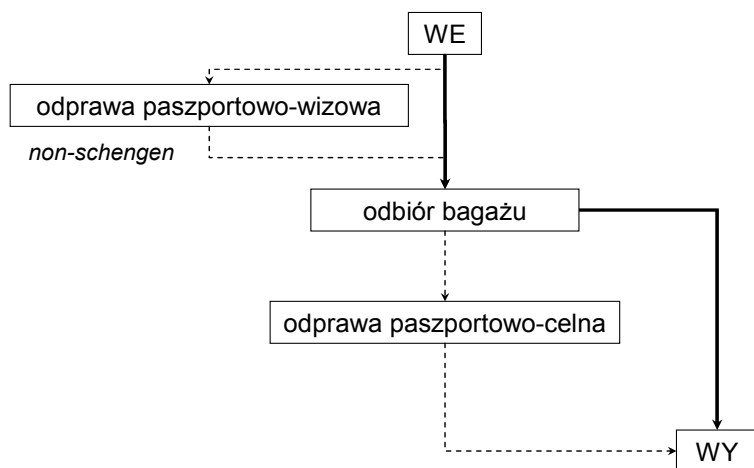 WE
odprawa paszportowo-wizowa
non-schengen
odbiór bagażu
odprawa paszportowo-celna
WY